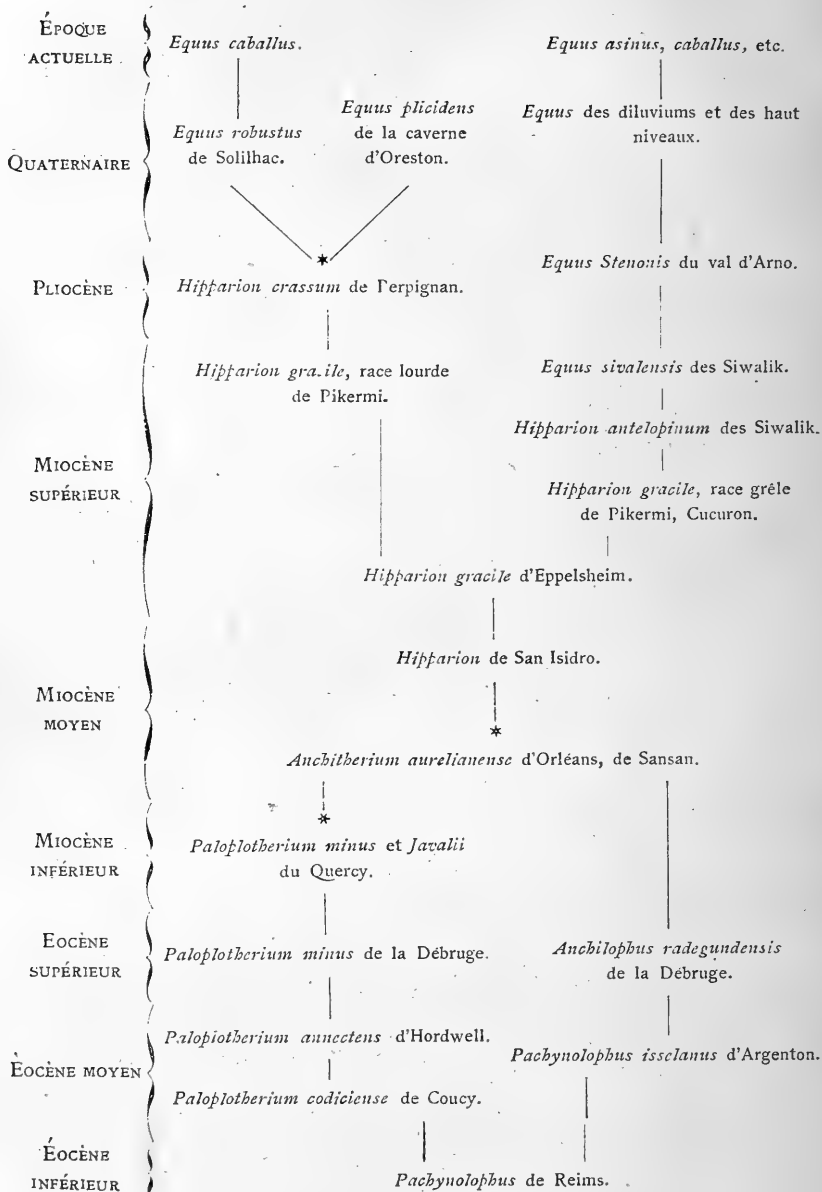 ÉPOQUE
ACTUELLE
Equus caballus.
Equus asinus, caballus, etc.
QUATERNAIRE
Equus robustus
de Solilhac.
Equus plicidens
de la caverne
d'Oreston.
Equus des diluviums et des haut
niveaux.
PLIOCÈNE
*
Hipparion crassum de Perpignan.
Equus Stenonis du val d'Arno.
MIOCÈNE
SUPÉRIEUR
Hipparion gracile, race lourde
de Pikermi.
Equus sivalensis des Siwalik.
Hipparion antelopinum des Siwalik.
Hipparion gracile, race grêle
de Pikermi, Cucuron.
Hipparion gracile d'Eppelsheim.
MIOCÈNE
MOYEN
Hipparion de San Isidro.
*
Anchitherium aurelianense d'Orléans, de Sansan.
MIOCÈNE
INFÉRIEUR
*
Paloplotherium minus et Javalii
du Quercy.
EOCÈNE
SUPÉRIEUR
Paloplotherium minus de la Débruge.
Anchilophus radegundensis
de la Débruge.
ÉOCÈNE MOYEN
Paloplotherium annectens d'Hordwell.
Pachynolophus isselanus d'Argenton.
Paloplotherium codiciense de Coucy.
ÉOCÈNE
INFÉRIEUR
Pachynolophus de Reims.